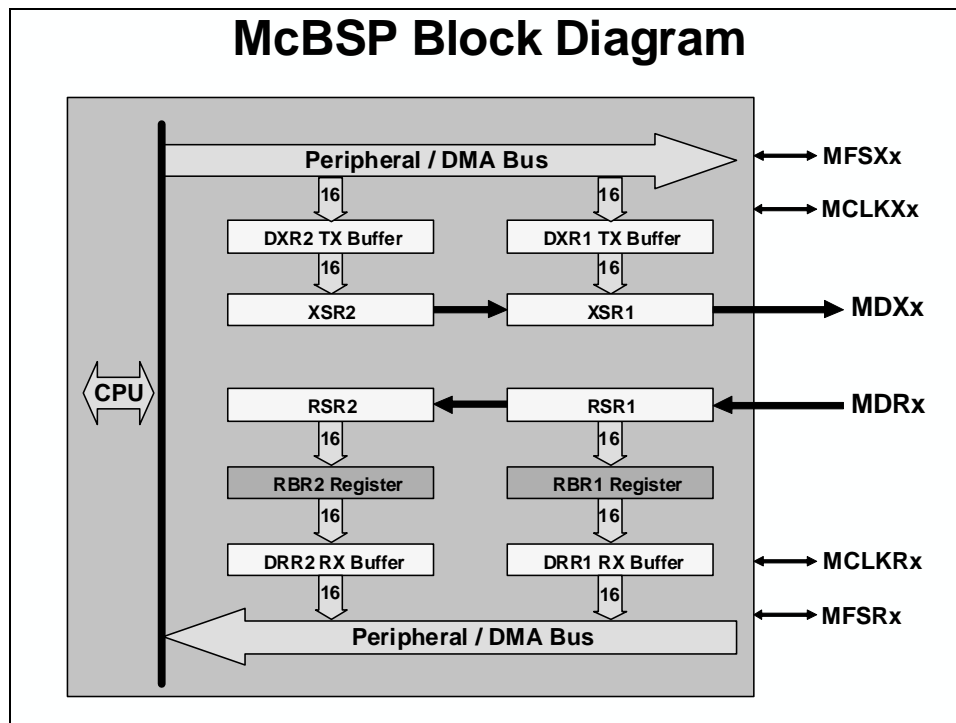 McBSP Block Diagram
Peripheral / DMA Bus
MFSXx
16
16
MCLKXx
DXR2 TX Buffer
DXR1 TX Buffer
16
16
XSR2
XSR1
MDXx
CPU
RSR2
RSR1
MDRx
16
16
RBR2 Register
RBR1 Register
16
16
DRR2 RX Buffer
DRR1 RX Buffer
MCLKRx
16
16
MFSRx
Peripheral / DMA Bus